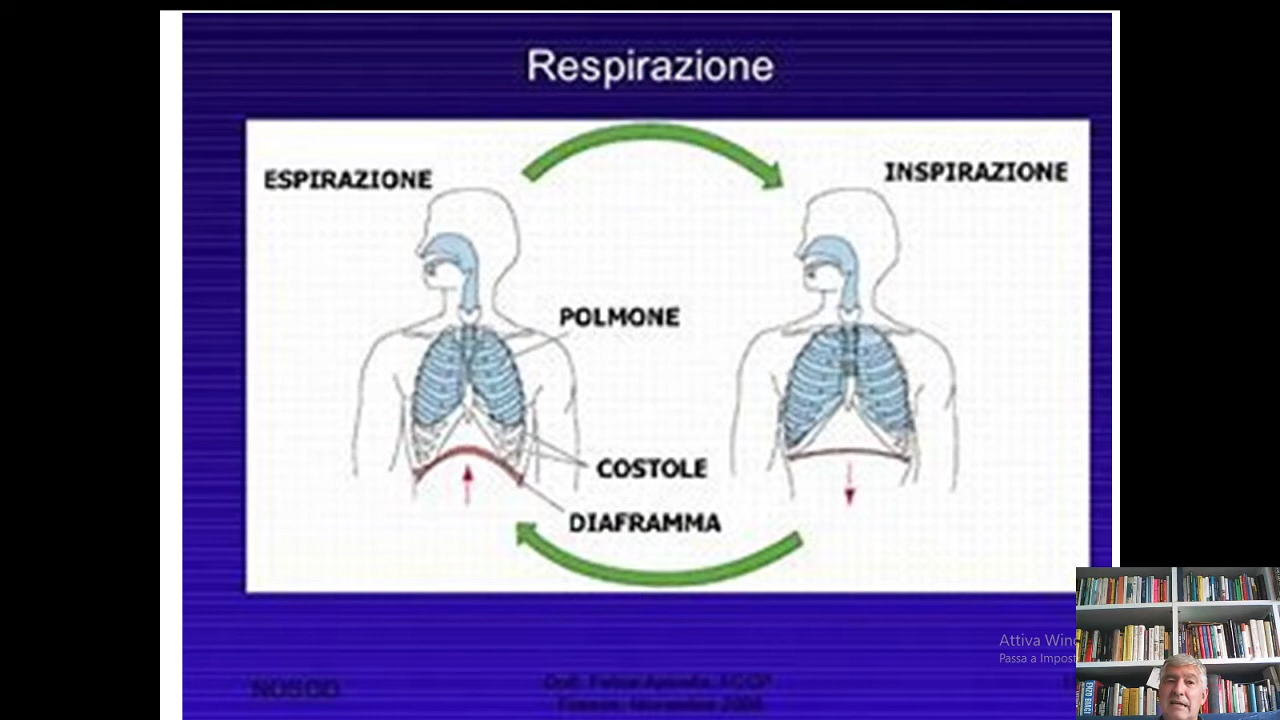 Respirazione
ESPIRAZIONE
INSPIRAZIONE
POLMONE
COSTOLE
DIAFRAMMA
Attiva Wind
Passa a Impost